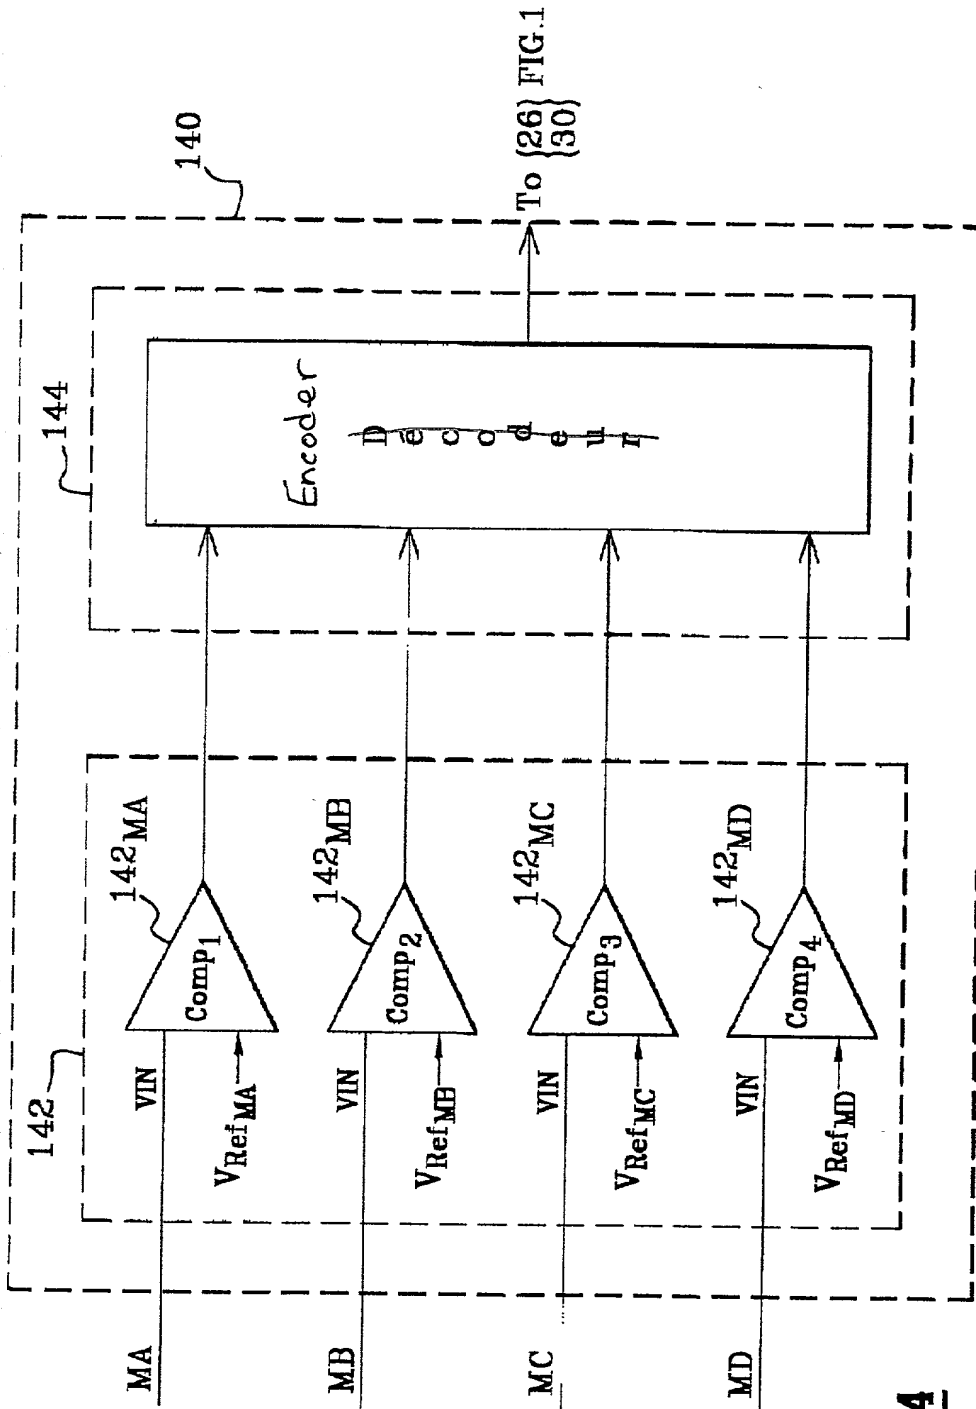 140
144
Encoder
Decodeur
To {26} FIG.1
{30}
142
142MA
142MB
142MC
142MD
MA
VIN
VRefMA
Comp1
MB
VIN
VRefMB
Comp2
MC
VIN
VRefMC
Comp3
MD
VIN
VRefMD
Comp4
4